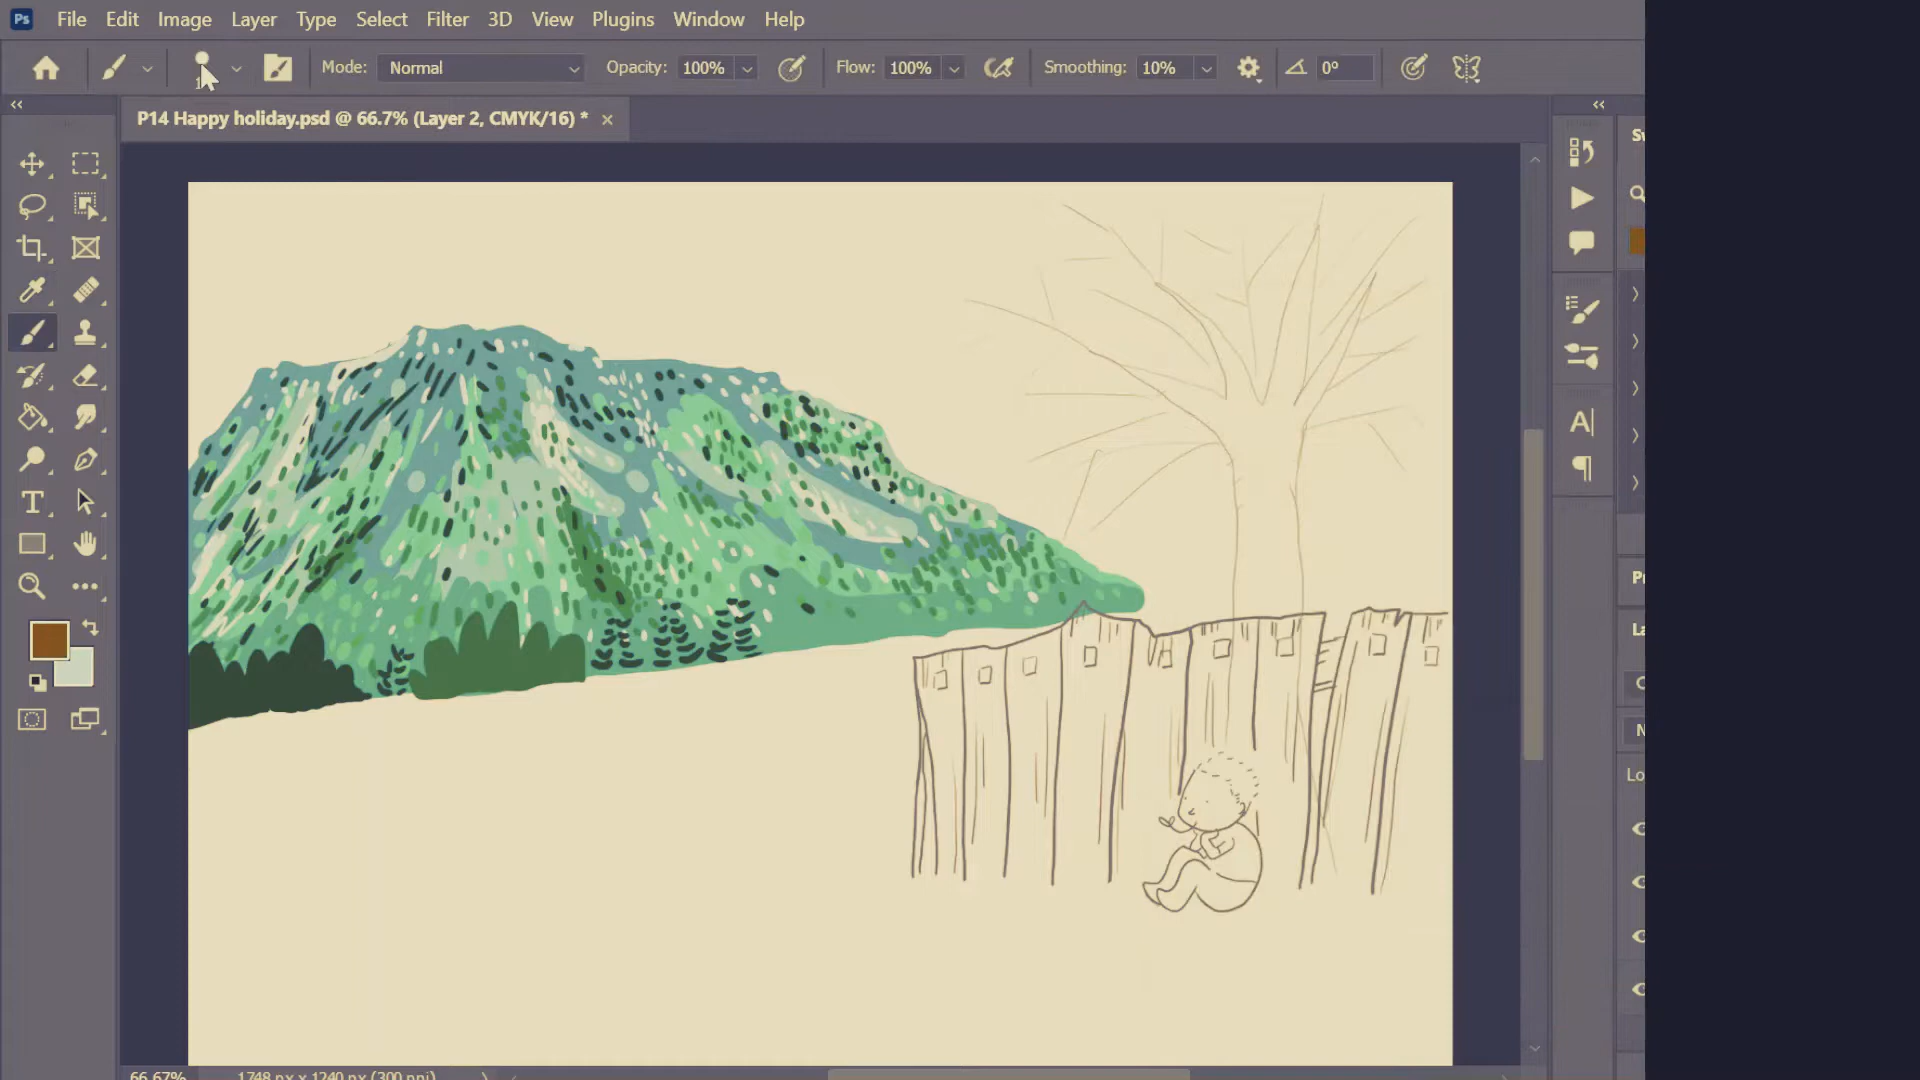 Ps File Edit Image Layer Type Select Filter 3D View Plugins Window Help
Mode: Normal Opacity: 100% Flow: 100% Smoothing: 10% 0°
P14 Happy holiday.psd @ 66.7% (Layer 2, CMYK/16) * ×
66.67% 1748 px x 1240 px (300 ppi)